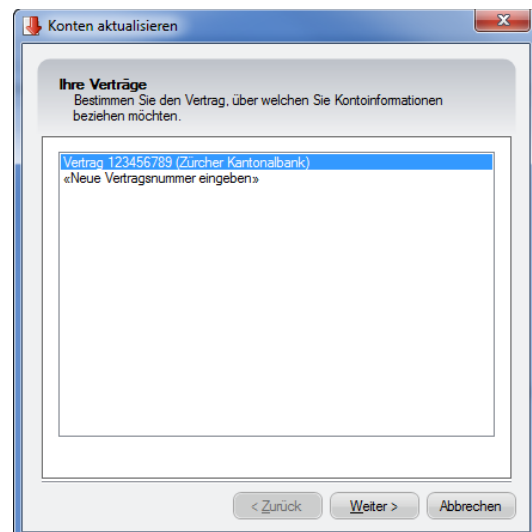 Konten aktualisieren
Ihre Verträge
Bestimmen Sie den Vertrag, über welchen Sie Kontoinformationen
beziehen möchten.
Vertrag 123456789 (Zürcher Kantonalbank)
«Neue Vertragsnummer eingeben»
< Zurück Weiter > Abbrechen